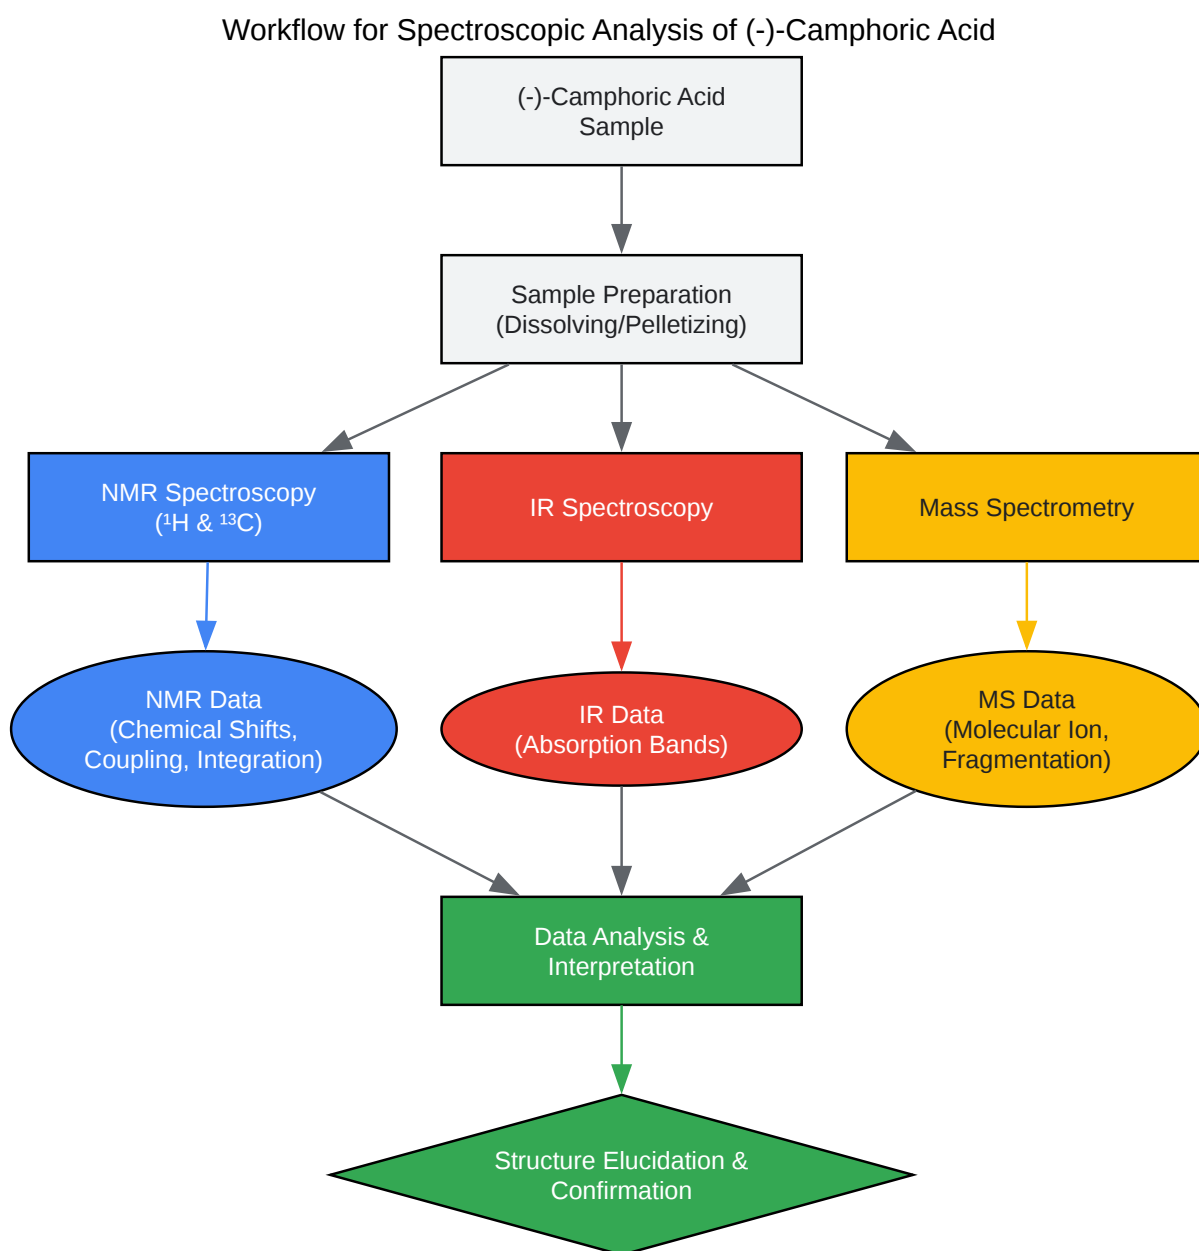 Workflow for Spectroscopic Analysis of (-)-Camphoric Acid
(-)-Camphoric Acid
Sample
Sample Preparation
(Dissolving/Pelletizing)
NMR Spectroscopy
(¹H & ¹³C)
IR Spectroscopy
Mass Spectrometry
NMR Data
(Chemical Shifts,
Coupling, Integration)
IR Data
(Absorption Bands)
MS Data
(Molecular Ion,
Fragmentation)
Data Analysis &
Interpretation
Structure Elucidation &
Confirmation